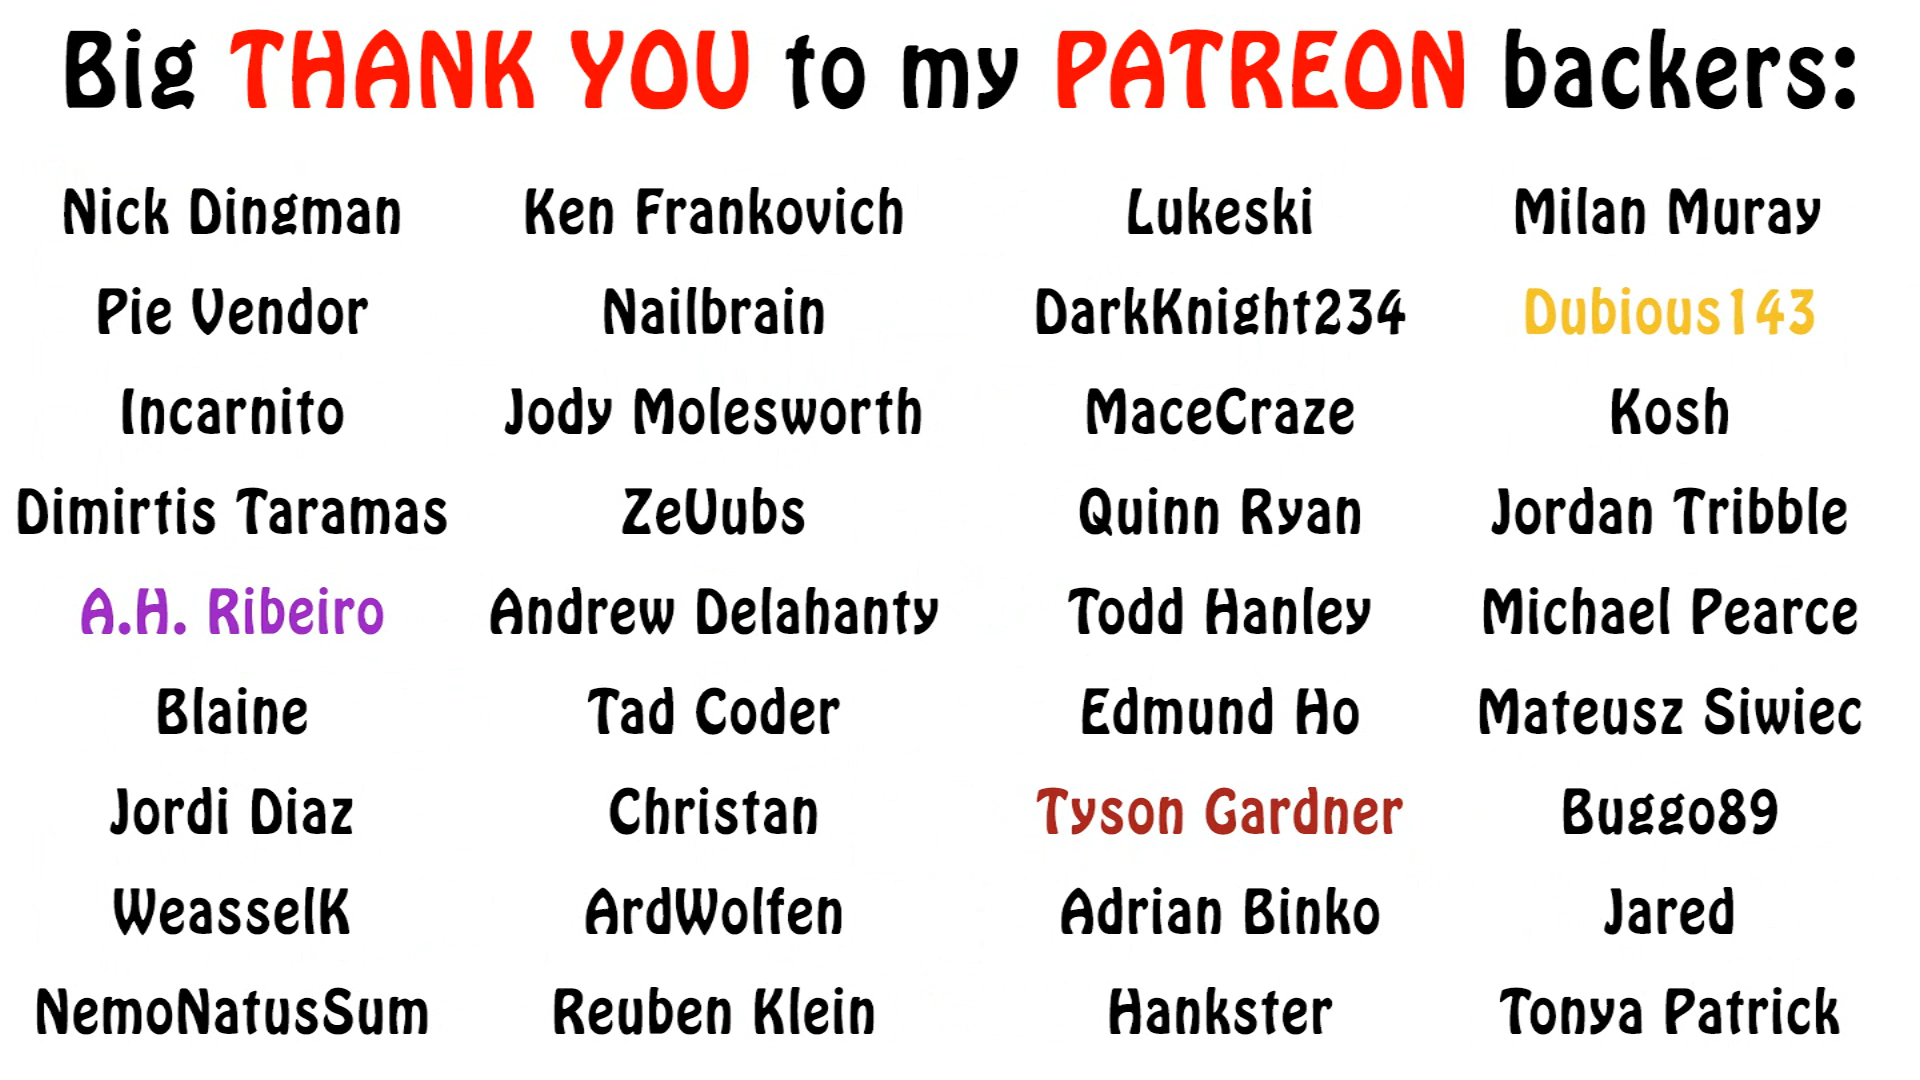 Big THANK YOU to my PATREON backers:
Nick Dingman Ken Frankovich Lukeski Milan Muray
Pie Vendor Nailbrain DarkKnight234 Dubious143
Incarnito Jody Molesworth MaceCraze Kosh
Dimirtis Taramas ZeUubs Quinn Ryan Jordan Tribble
A.H. Ribeiro Andrew Delahanty Todd Hanley Michael Pearce
Blaine Tad Coder Edmund Ho Mateusz Siwiec
Jordi Diaz Christan Tyson Gardner Buggo89
WeasselK ArdWolfen Adrian Binko Jared
NemoNatusSum Reuben Klein Hankster Tonya Patrick